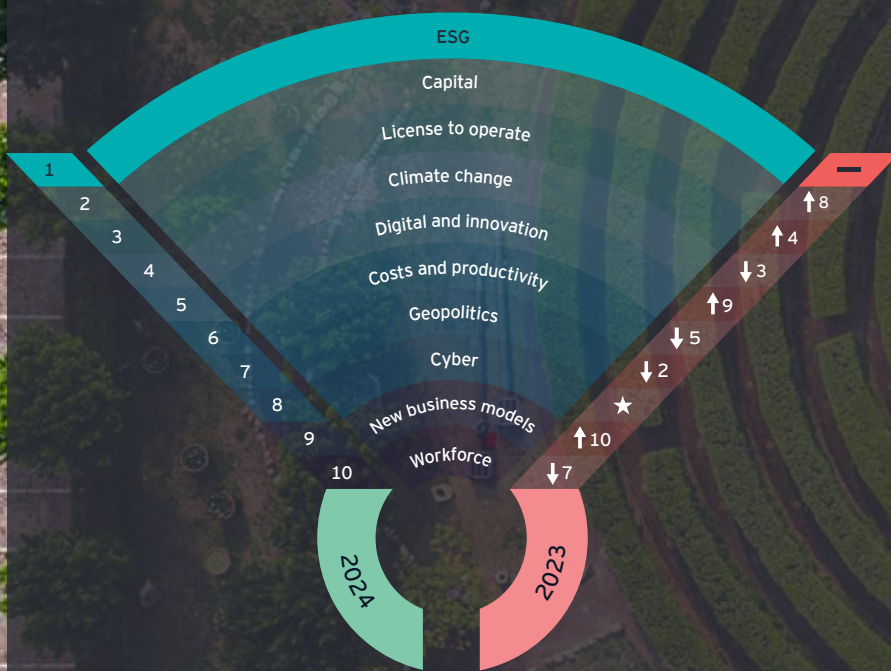 ESG
Capital
License to operate
Climate change
Digital and innovation
Costs and productivity
Geopolitics
Cyber
New business models
Workforce
1
2
3
4
5
6
7
8
9
10
—
↑8
↑4
↓3
↑9
↓5
↓2
★
↑10
↓7
2024
2023